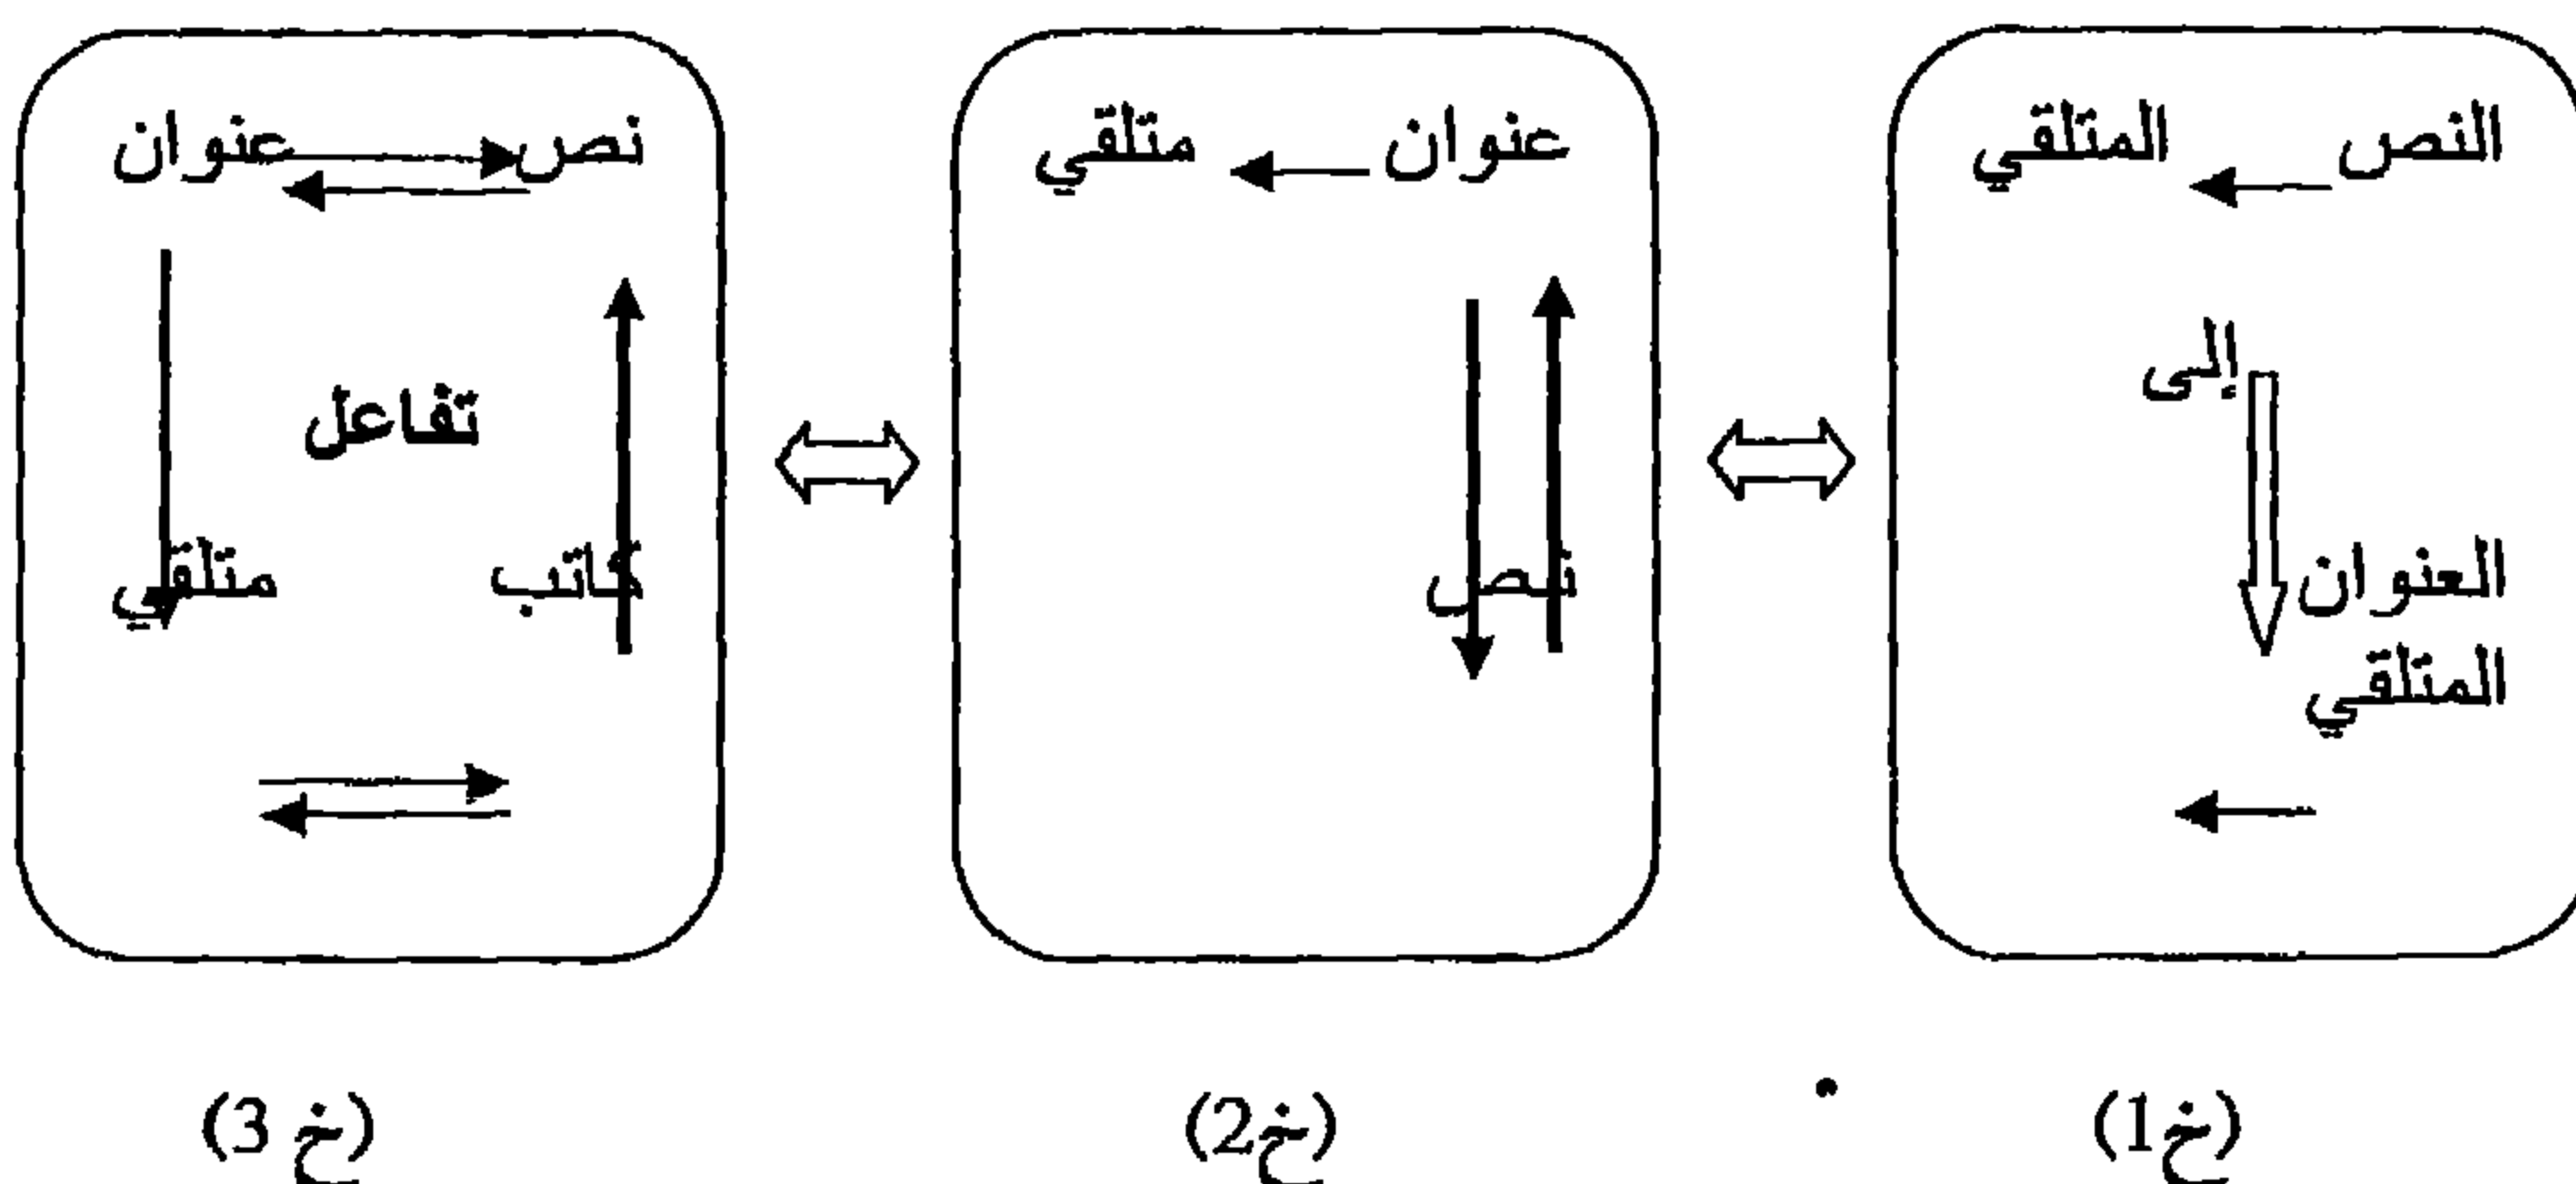 النص المتلقي
إلى
العنوان
المتلقي
(خ1)
عنوان متلقي
نص
(خ2)
نص عنوان
تفاعل
كاتب متلقي
(خ 3)